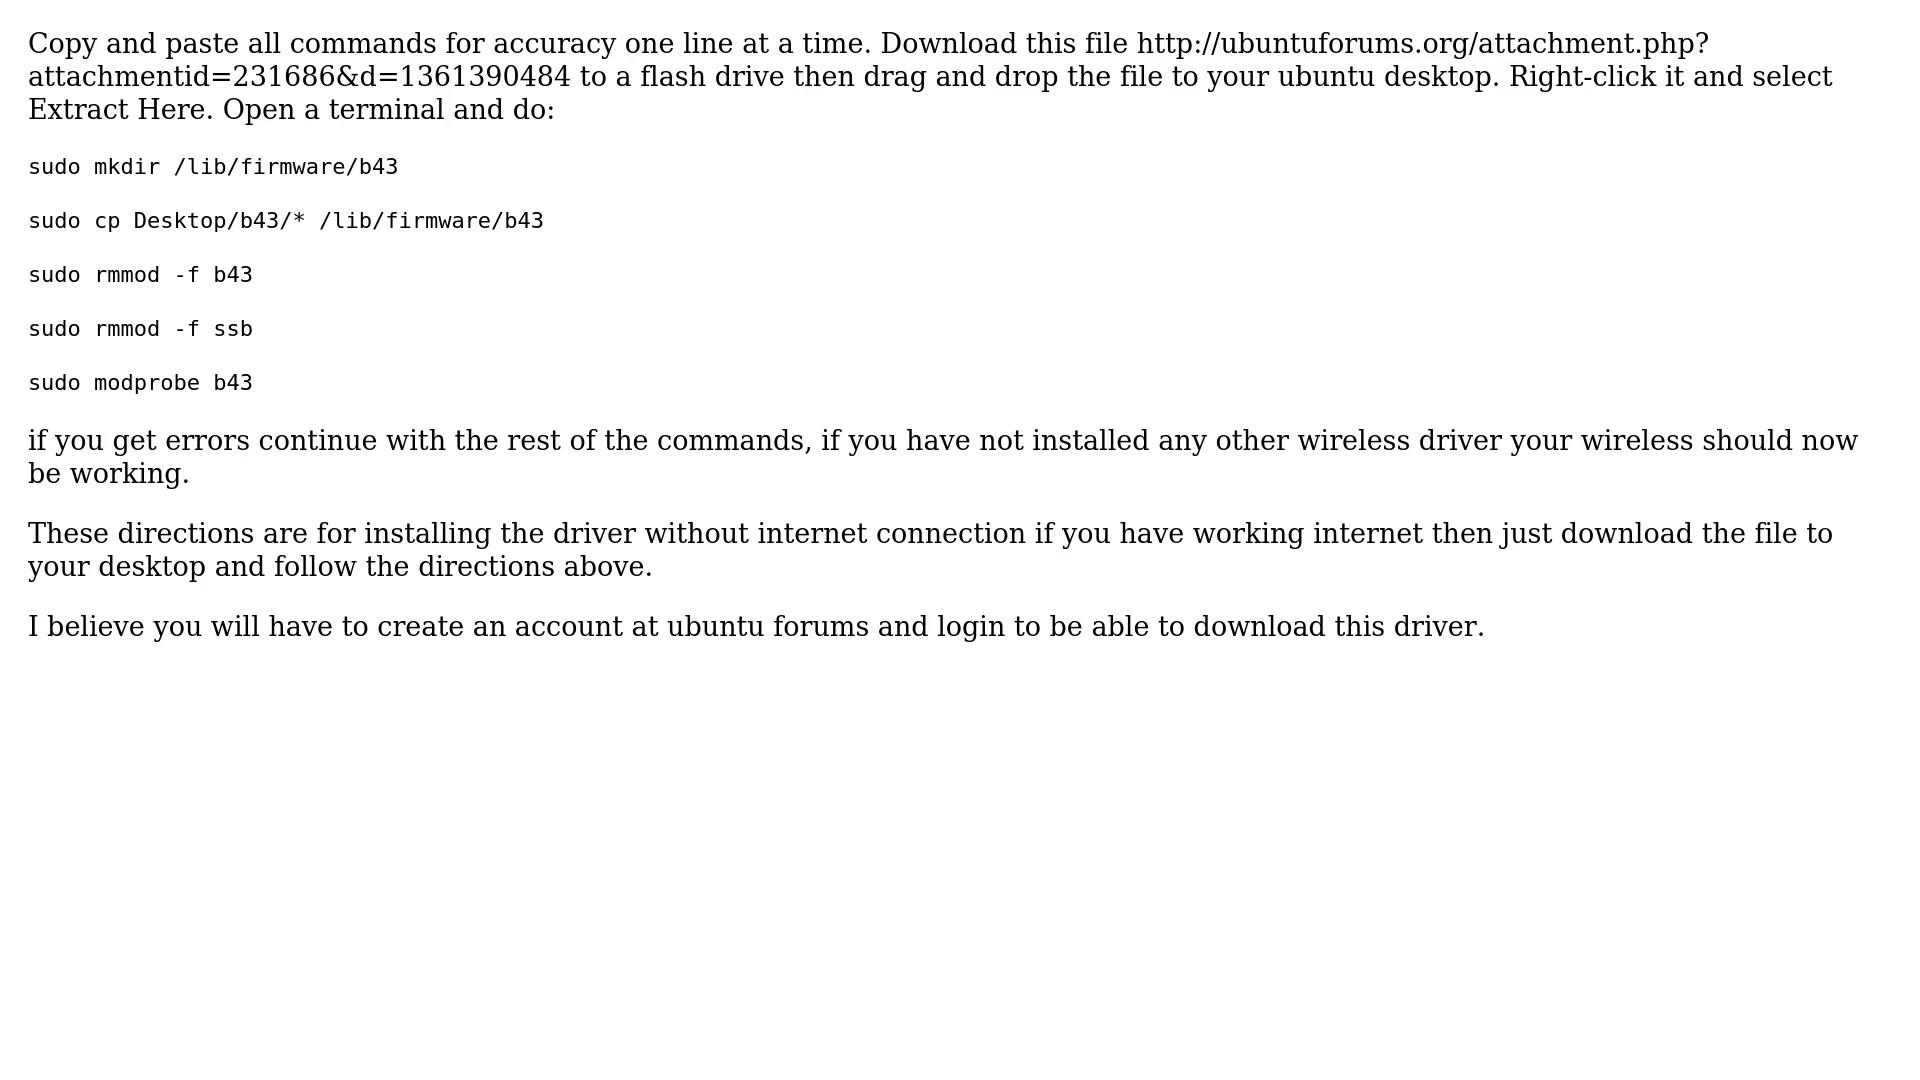 Copy and paste all commands for accuracy one line at a time. Download this file http://ubuntuforums.org/attachment.php?
attachmentid=231686&d=1361390484 to a flash drive then drag and drop the file to your ubuntu desktop. Right-click it and select
Extract Here. Open a terminal and do:
sudo mkdir /lib/firmware/b43
sudo cp Desktop/b43/* /lib/firmware/b43
sudo rmmod -f b43
sudo rmmod -f ssb
sudo modprobe b43
if you get errors continue with the rest of the commands, if you have not installed any other wireless driver your wireless should now
be working.
These directions are for installing the driver without internet connection if you have working internet then just download the file to
your desktop and follow the directions above.
I believe you will have to create an account at ubuntu forums and login to be able to download this driver.